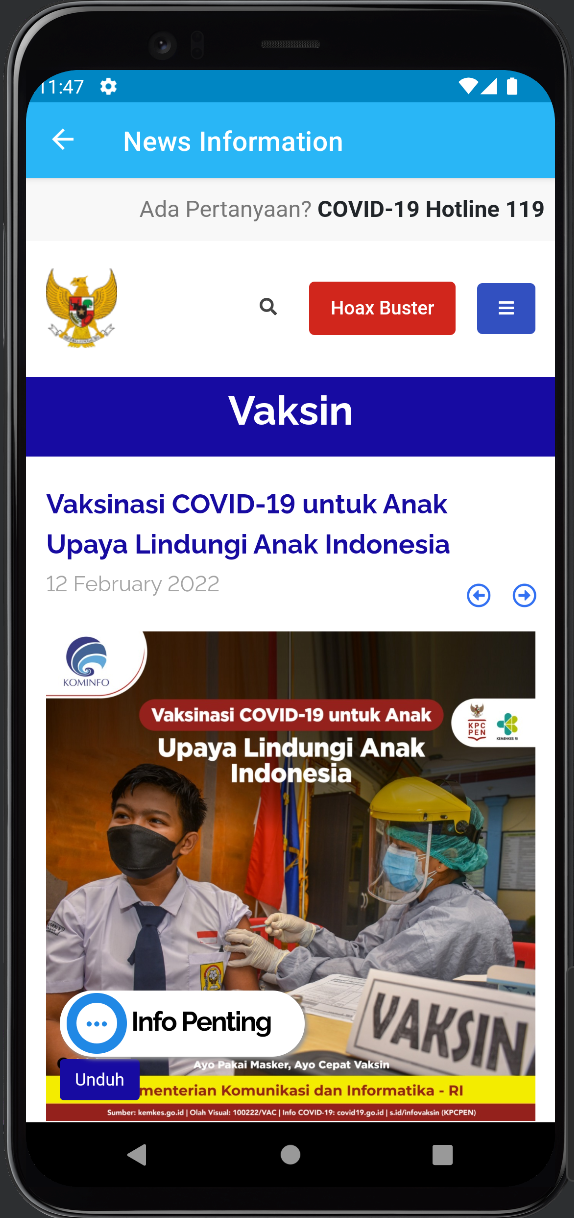 11:47
News Information
Ada Pertanyaan? COVID-19 Hotline 119
Hoax Buster
Vaksin
Vaksinasi COVID-19 untuk Anak
Upaya Lindungi Anak Indonesia
12 February 2022
KOMINFO
Vaksinasi COVID-19 untuk Anak
Upaya Lindungi Anak
Indonesia
KPC
PEN
KEMENKES RI
VAKSIN
Info Penting
Ayo Pakai Masker, Ayo Cepat Vaksin
Unduh
menterian Komunikasi dan Informatika - RI
Sumber: kemkes.go.id | Olah Visual: 100222/VAC | Info COVID-19: covid19.go.id | s.id/infovaksin (KPCPEN)